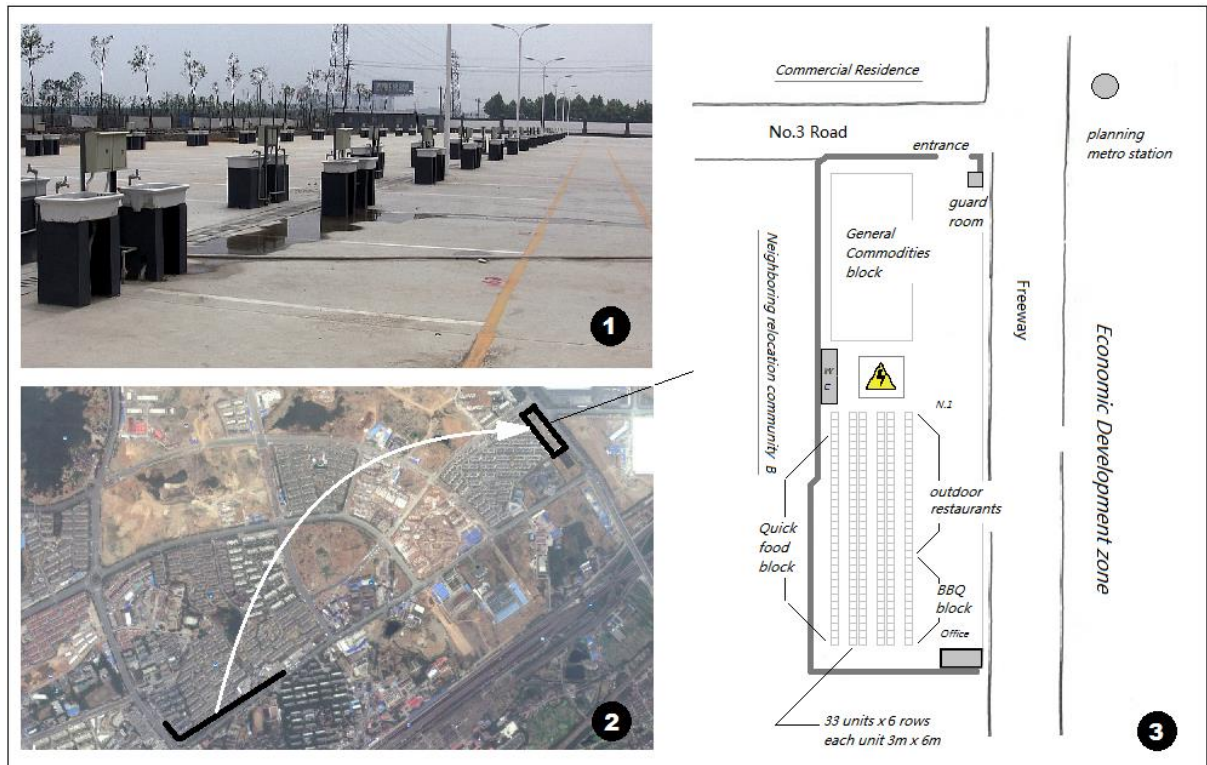 1
2
Commercial Residence
No.3 Road
entrance
planning
metro station
guard
room
General
Commodities
block
Neighboring relocation community B
Freeway
Economic Development zone
W
C
N.1
outdoor
restaurants
Quick
food
block
BBQ
block
Office
33 units x 6 rows
each unit 3m x 6m
3